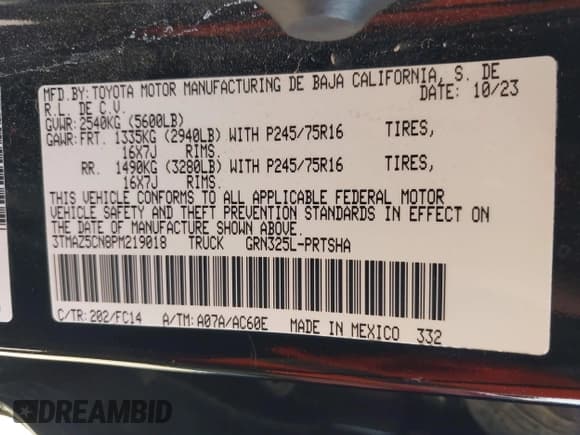 MFD.BY: TOYOTA MOTOR MANUFACTURING DE BAJA CALIFORNIA, S. DE
R.L. DE C.V. DATE: 10/23
GVWR: 2540KG (5600LB)
GAWR: FRT. 1335KG (2940LB) WITH P245/75R16 TIRES,
16X7J RIMS.
RR. 1490KG (3280LB) WITH P245/75R16 TIRES,
16X7J RIMS.
THIS VEHICLE CONFORMS TO ALL APPLICABLE FEDERAL MOTOR
VEHICLE SAFETY AND THEFT PREVENTION STANDARDS IN EFFECT ON
THE DATE OF MANUFACTURE SHOWN ABOVE.
3TMAZ5CN8PM219018 TRUCK GRN325L-PRTSHA
C/TR: 202/FC14 A/TM: A07A/AC60E MADE IN MEXICO 332
DREAMBID